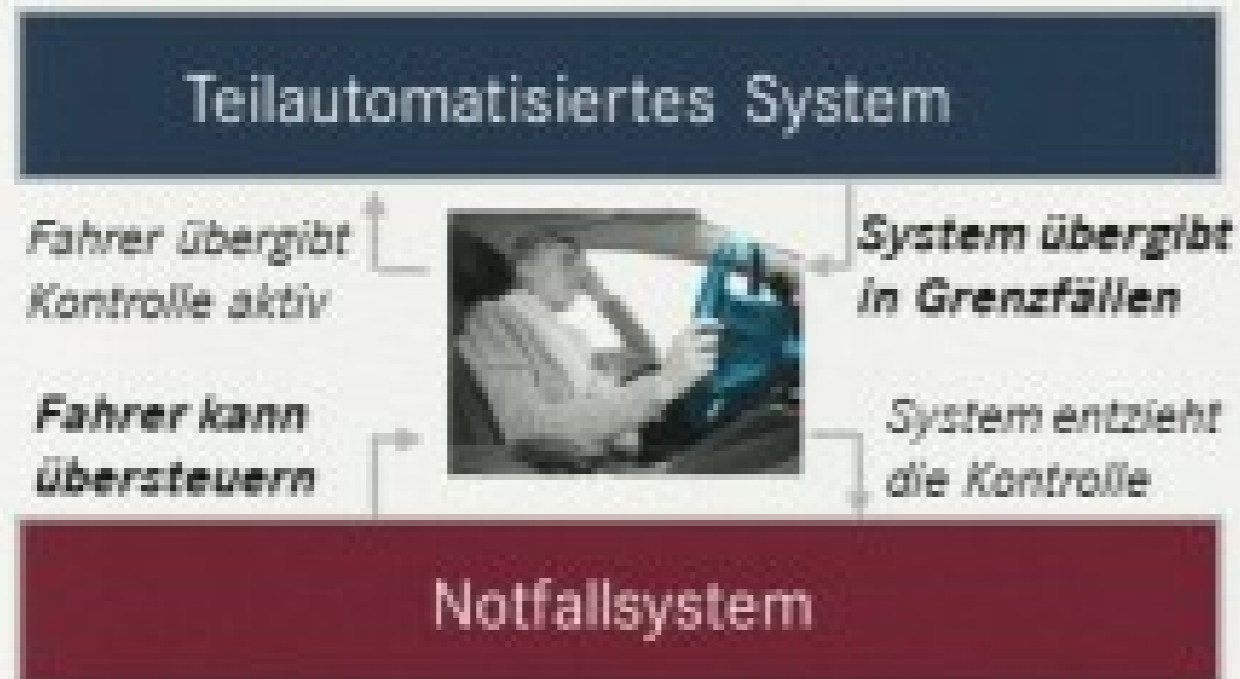 Teilautomatisiertes System
Fahrer übergibt
Kontrolle aktiv
System übergibt
in Grenzfällen
Fahrer kann
übersteuern
System entzieht
die Kontrolle
Notfallsystem